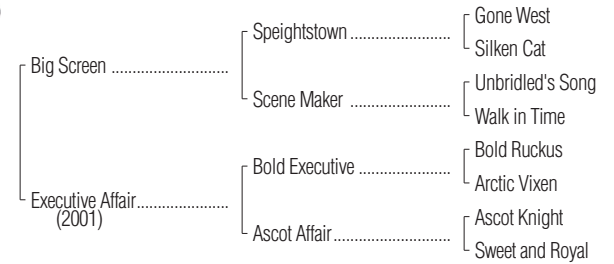 Gone West
Speightstown ........................
Silken Cat
Big Screen ............................
Unbridled's Song
Scene Maker ........................
Walk in Time
Bold Ruckus
Bold Executive ......................
Arctic Vixen
Executive Affair......................
(2001)
Ascot Knight
Ascot Affair............................
Sweet and Royal